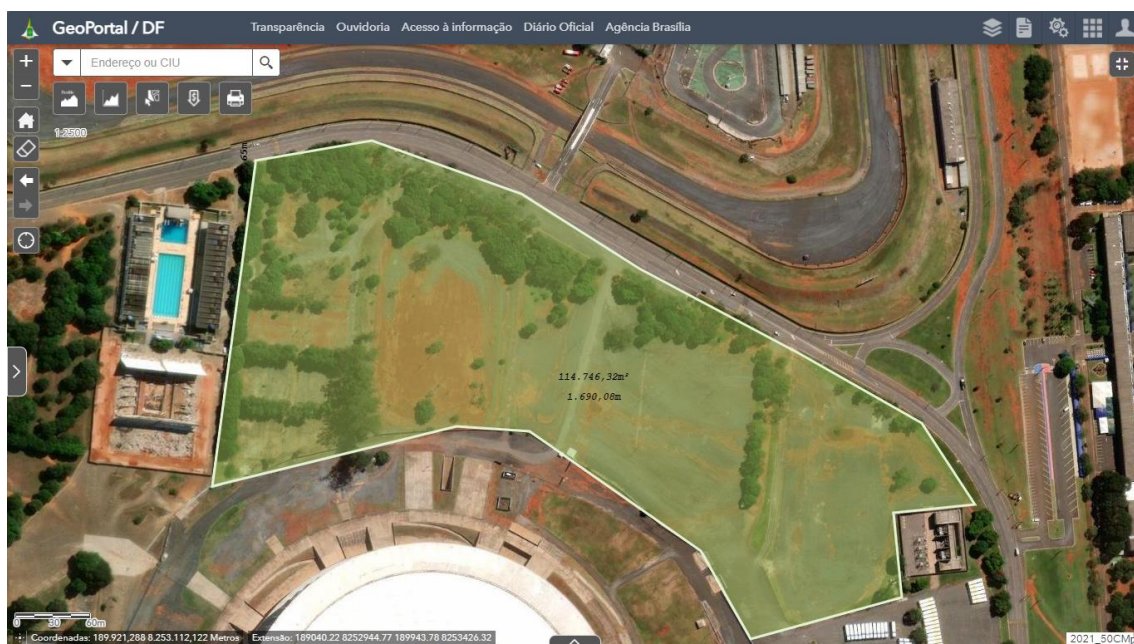 GeoPortal / DF
Transparência Ouvidoria Acesso à informação Diário Oficial Agência Brasília
Endereço ou CIU
1:2500
114.746,32m²
1.690,08m
0 30 60m
Coordenadas: 189.921,288 8.253.112,122 Metros
Extensão: 189040.22 8252944.77 189943.78 8253426.32
2021_50CM